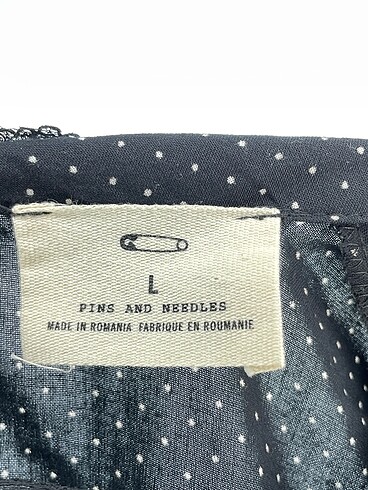 L
PINS AND NEEDLES
MADE IN ROMANIA FABRIQUE EN ROUMANIE